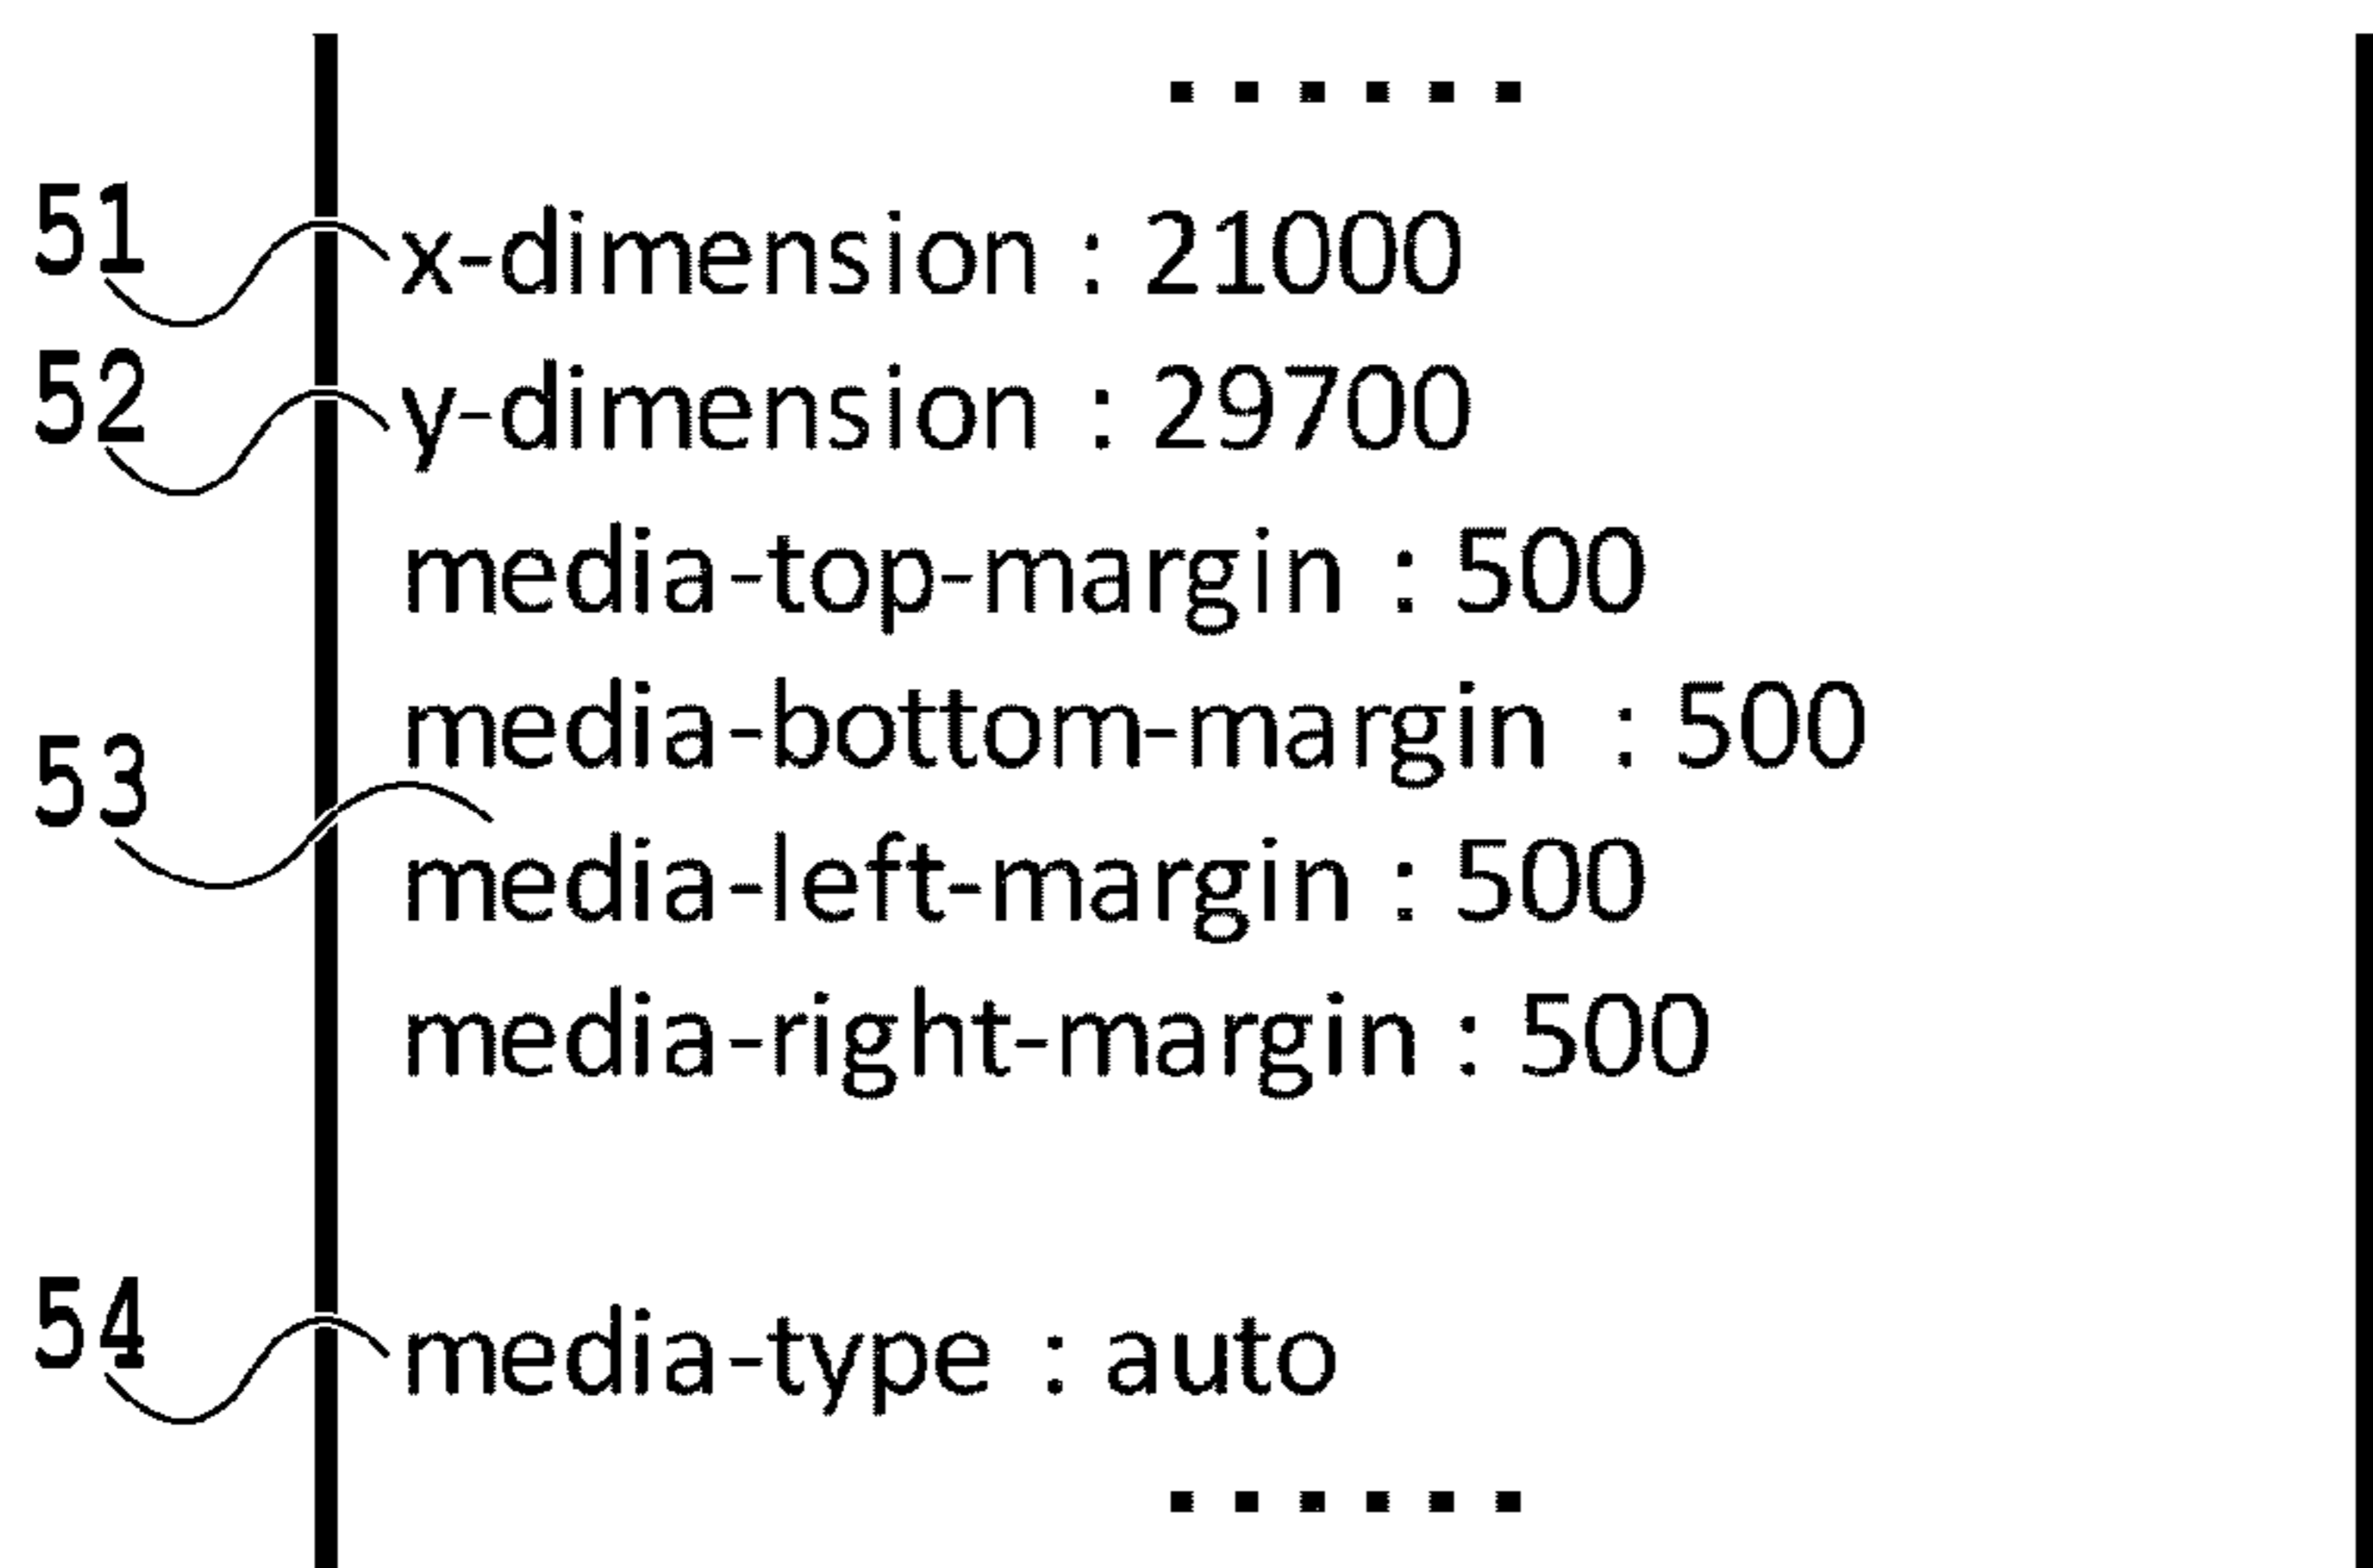 ......
51 x-dimension : 21000
52 y-dimension : 29700
media-top-margin : 500
media-bottom-margin : 500
53
media-left-margin : 500
media-right-margin : 500
54 media-type : auto
......